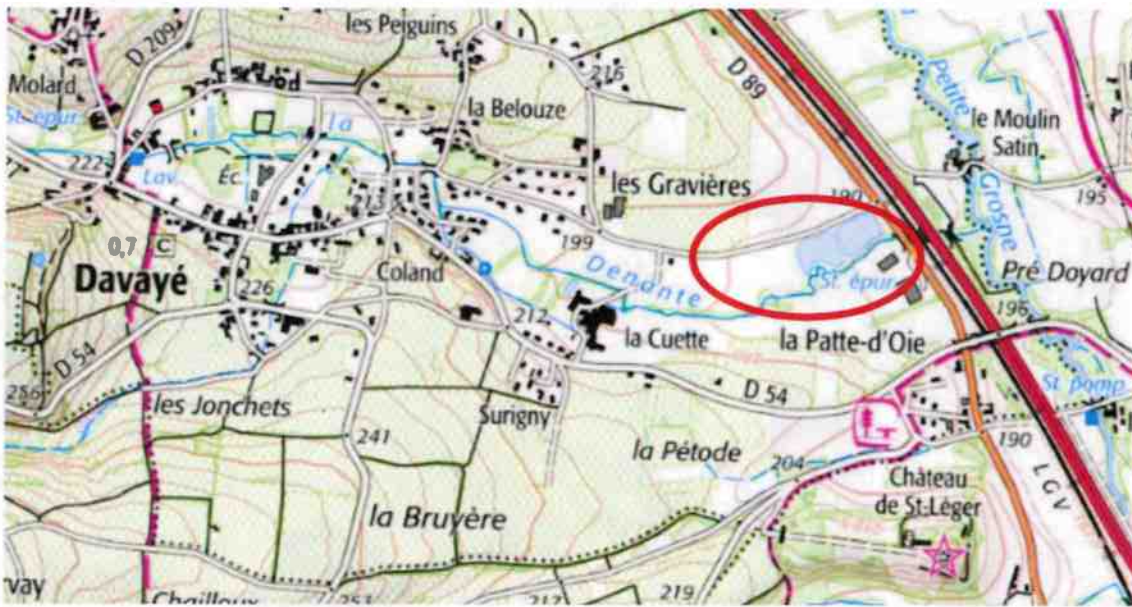 les Peiguins
D 209
216
D 89
Molard
la Belouze
Petite
Grosne
le Moulin
Satin
St. épur.
la
Denante
222
Lav.
Éc.
213
les Gravières
190
195
199
0,7
C
Davayé
Coland
St. épur.
Pré Doyard
226
212
la Cuette
la Patte-d'Oie
196
D 54
256
les Jonchets
Surigny
D 54
St. pomp.
241
la Pétode
204
190
Château
de St-Léger
LGV
la Bruyère
219
Chailloux
253
217